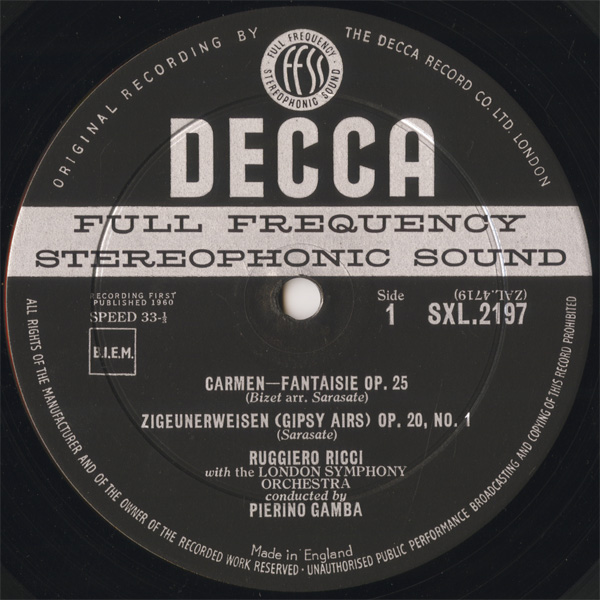 ORIGINAL RECORDING BY THE DECCA RECORD CO. LTD. LONDON
FULL FREQUENCY
STEREOPHONIC SOUND
FFSS
DECCA
FULL FREQUENCY
STEREOPHONIC SOUND
RECORDING FIRST
PUBLISHED 1960
SPEED 33-⅓
B.I.E.M.
Side
1
(ZAL.4719)
SXL.2197
CARMEN—FANTAISIE OP. 25
(Bizet arr. Sarasate)
ZIGEUNERWEISEN (GIPSY AIRS) OP. 20, NO. 1
(Sarasate)
RUGGIERO RICCI
with the LONDON SYMPHONY
ORCHESTRA
conducted by
PIERINO GAMBA
Made in England
ALL RIGHTS OF THE MANUFACTURER AND OF THE OWNER OF THE RECORDED WORK RESERVED · UNAUTHORISED PUBLIC PERFORMANCE BROADCASTING AND COPYING OF THIS RECORD PROHIBITED